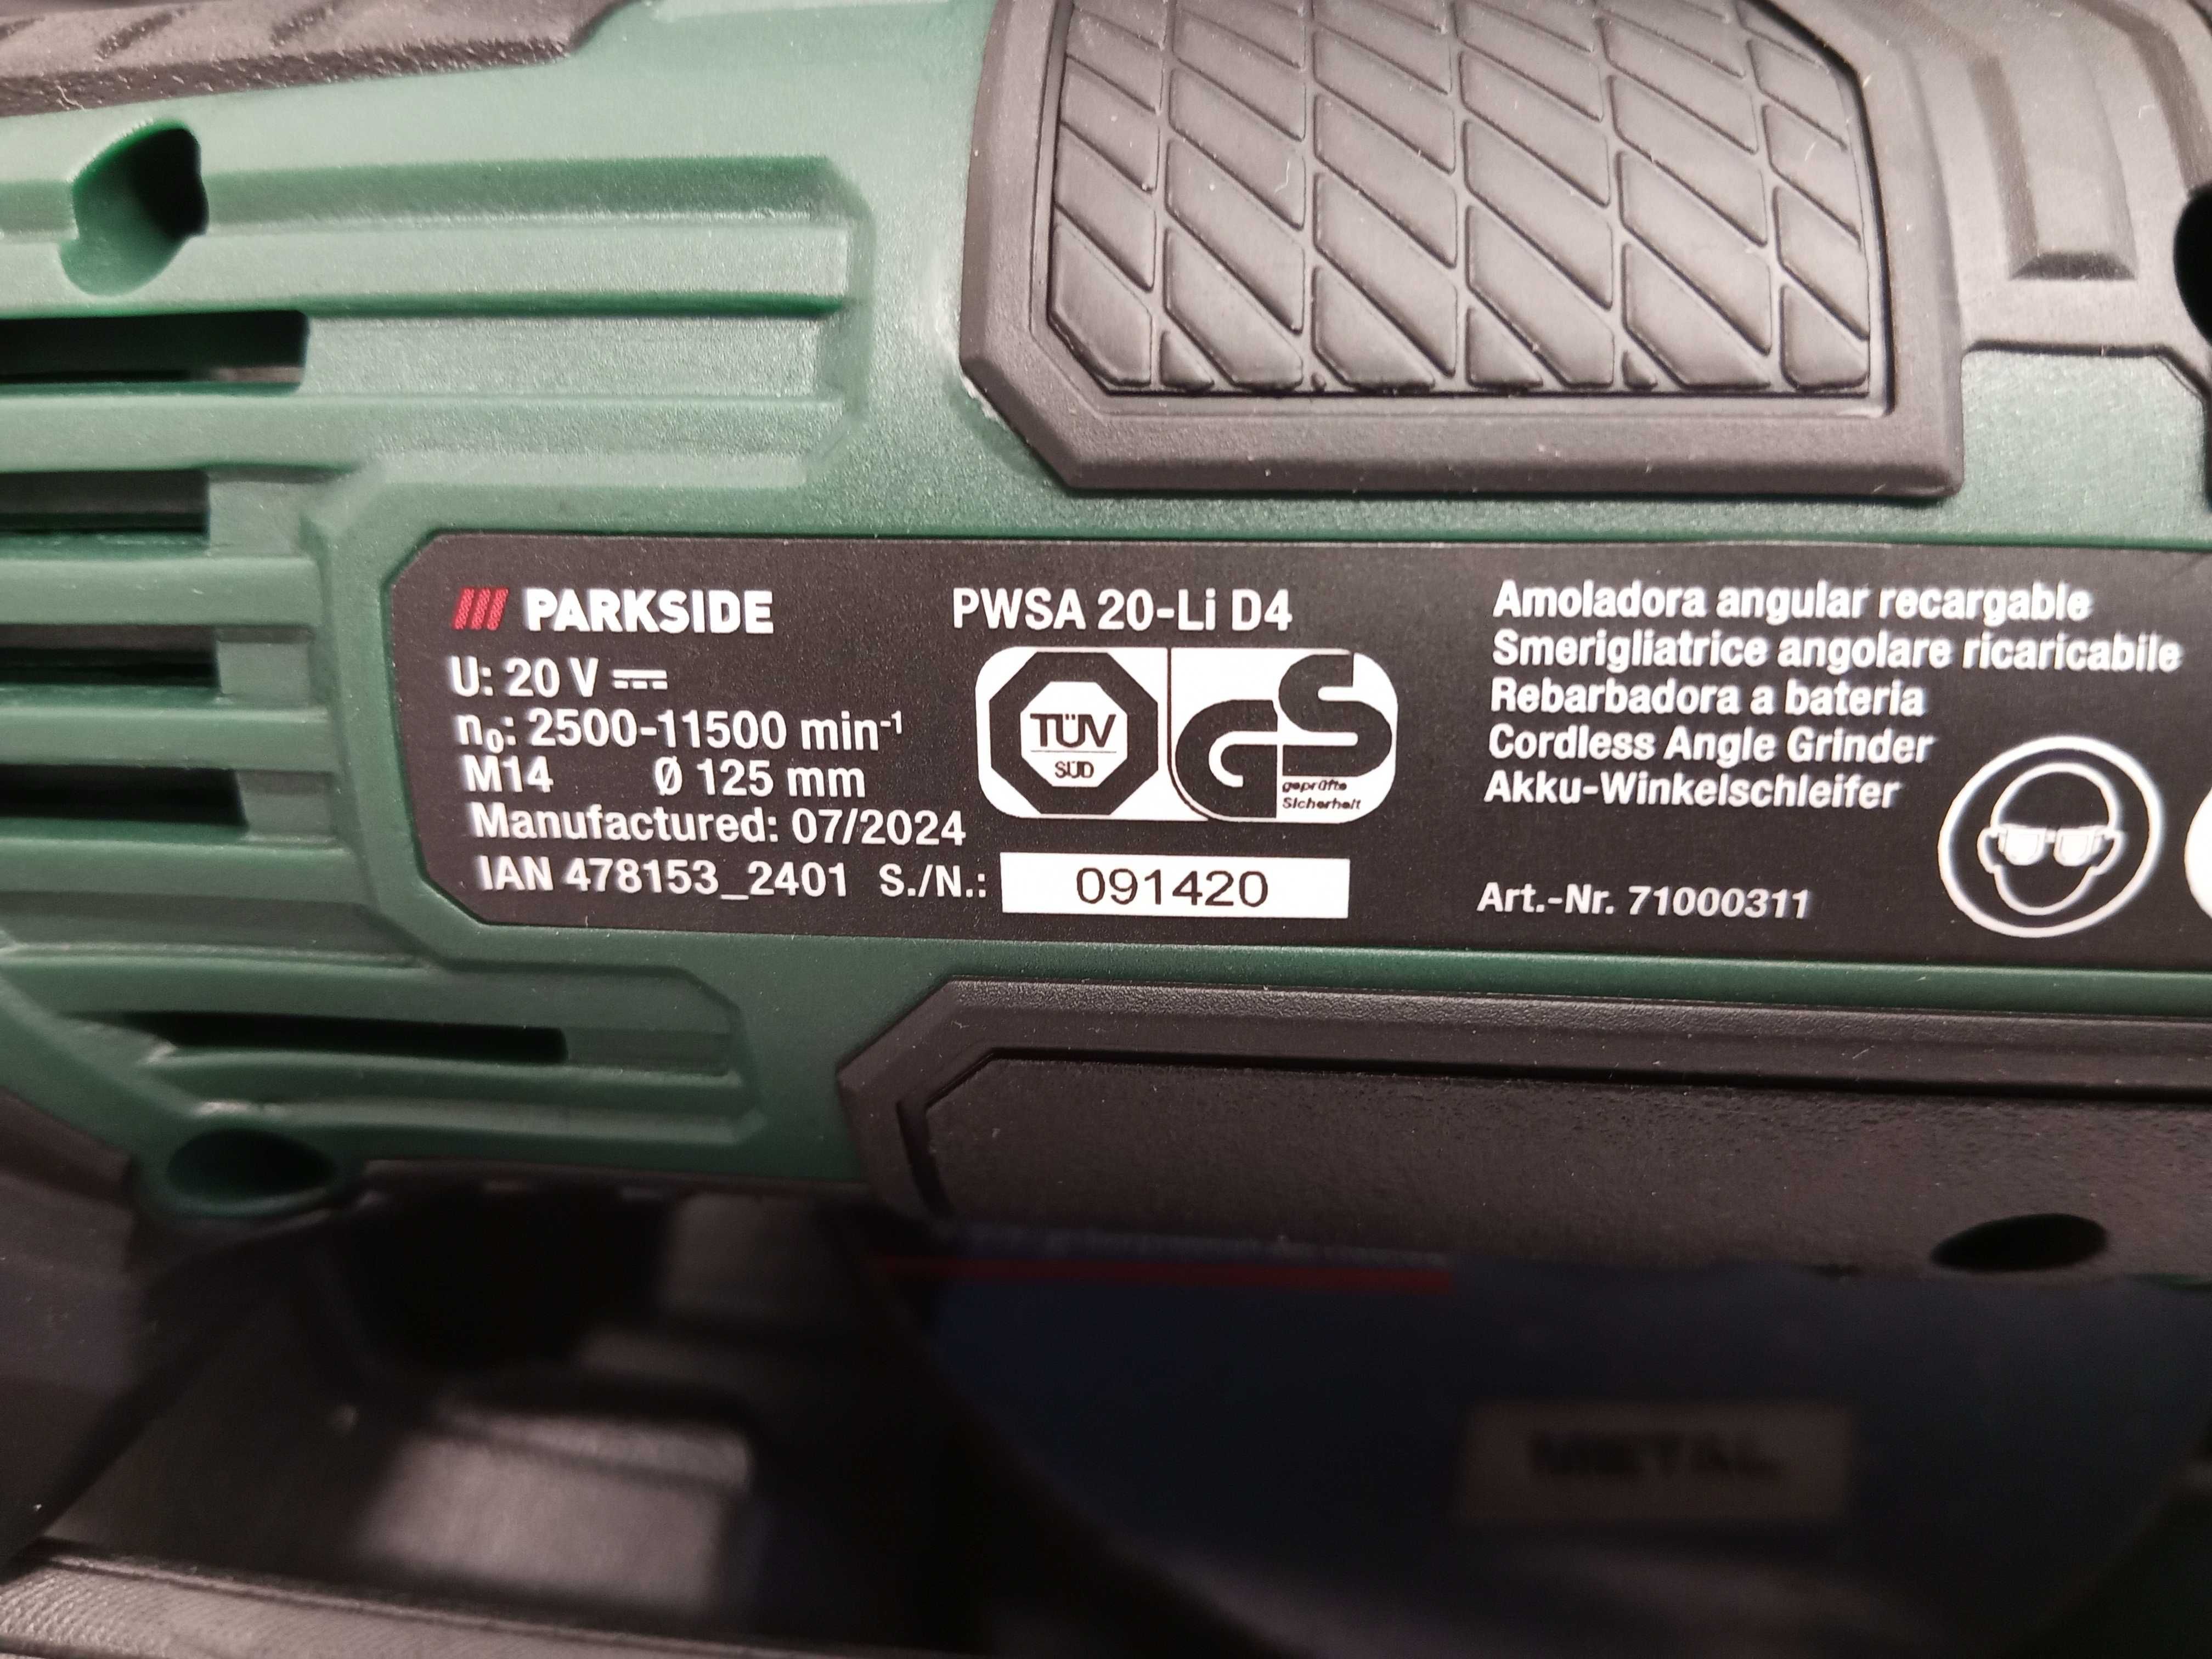 PARKSIDE
PWSA 20-Li D4
U: 20 V ⎓
n₀: 2500-11500 min⁻¹
M14 Ø 125 mm
Manufactured: 07/2024
IAN 478153_2401 S./N.: 091420
TÜV
SÜD
GS
geprüfte
Sicherheit
Amoladora angular recargable
Smerigliatrice angolare ricaricabile
Rebarbadora a bateria
Cordless Angle Grinder
Akku-Winkelschleifer
Art.-Nr. 71000311
METAL